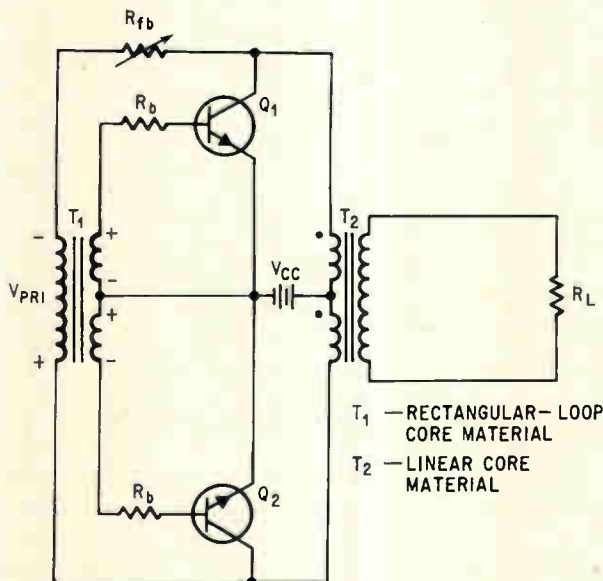 Rfb
Rb
Q1
T1
T2
−
+
−
+
−
VPRI
+
VCC
RL
Rb
Q2
T1 — RECTANGULAR-LOOP
CORE MATERIAL
T2 — LINEAR CORE
MATERIAL